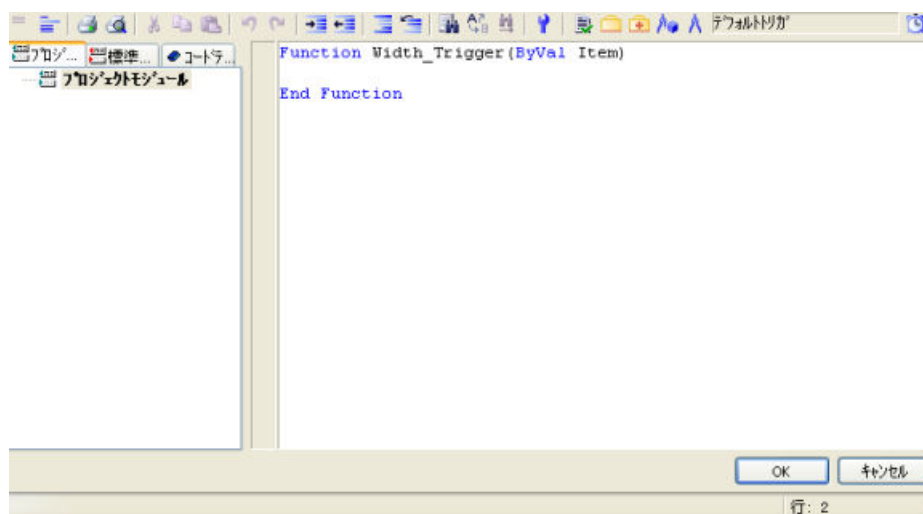 ﾃﾞﾌｫﾙﾄﾄﾘｶﾞ
ﾌﾟﾛｼﾞ... 標準... ｺｰﾄﾞﾃ...
ﾌﾟﾛｼﾞｪｸﾄﾓｼﾞｭｰﾙ
Function Width_Trigger(ByVal Item)
End Function
OK ｷｬﾝｾﾙ
行: 2